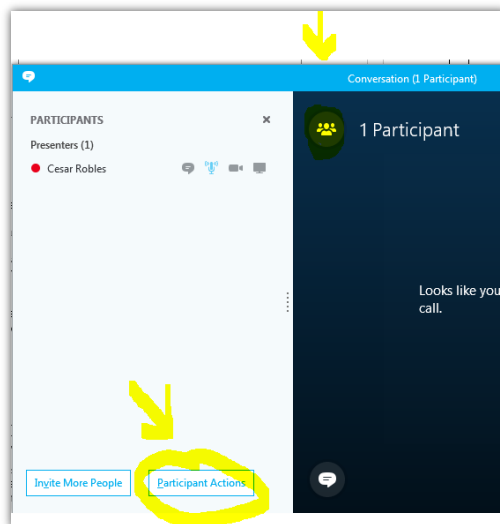 Conversation (1 Participant)
PARTICIPANTS
Presenters (1)
Cesar Robles
Invite More People
Participant Actions
1 Participant
Looks like you
call.